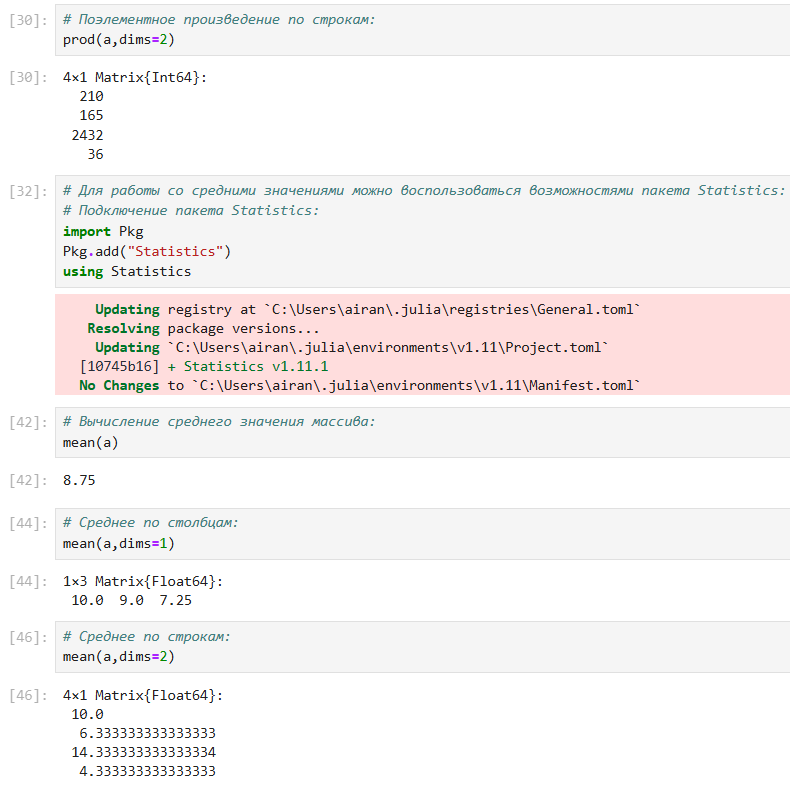 [30]: # Поэлементное произведение по строкам:
prod(a,dims=2)
[30]: 4×1 Matrix{Int64}:
210
165
2432
36
[32]: # Для работы со средними значениями можно воспользоваться возможностями пакета Statistics:
# Подключение пакета Statistics:
import Pkg
Pkg.add("Statistics")
using Statistics
Updating registry at `C:\Users\airan\.julia\registries\General.toml`
Resolving package versions...
Updating `C:\Users\airan\.julia\environments\v1.11\Project.toml`
[10745b16] + Statistics v1.11.1
No Changes to `C:\Users\airan\.julia\environments\v1.11\Manifest.toml`
[42]: # Вычисление среднего значения массива:
mean(a)
[42]: 8.75
[44]: # Среднее по столбцам:
mean(a,dims=1)
[44]: 1×3 Matrix{Float64}:
10.0 9.0 7.25
[46]: # Среднее по строкам:
mean(a,dims=2)
[46]: 4×1 Matrix{Float64}:
10.0
6.333333333333333
14.333333333333334
4.333333333333333